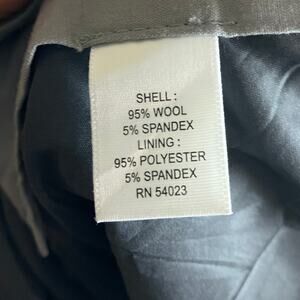 SHELL :
95% WOOL
5% SPANDEX
LINING :
95% POLYESTER
5% SPANDEX
RN 54023